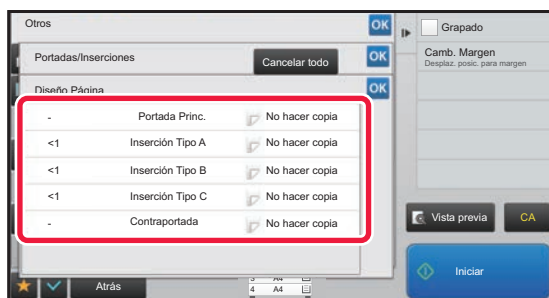 Otros
OK
Grapado
Portadas/Inserciones
Cancelar todo
OK
Camb. Margen
Desplaz. posic. para margen
Diseño Página
OK
- Portada Princ. No hacer copia
<1 Inserción Tipo A No hacer copia
<1 Inserción Tipo B No hacer copia
<1 Inserción Tipo C No hacer copia
- Contraportada No hacer copia
Vista previa
CA
Atrás
3 A4
4 A4
Iniciar